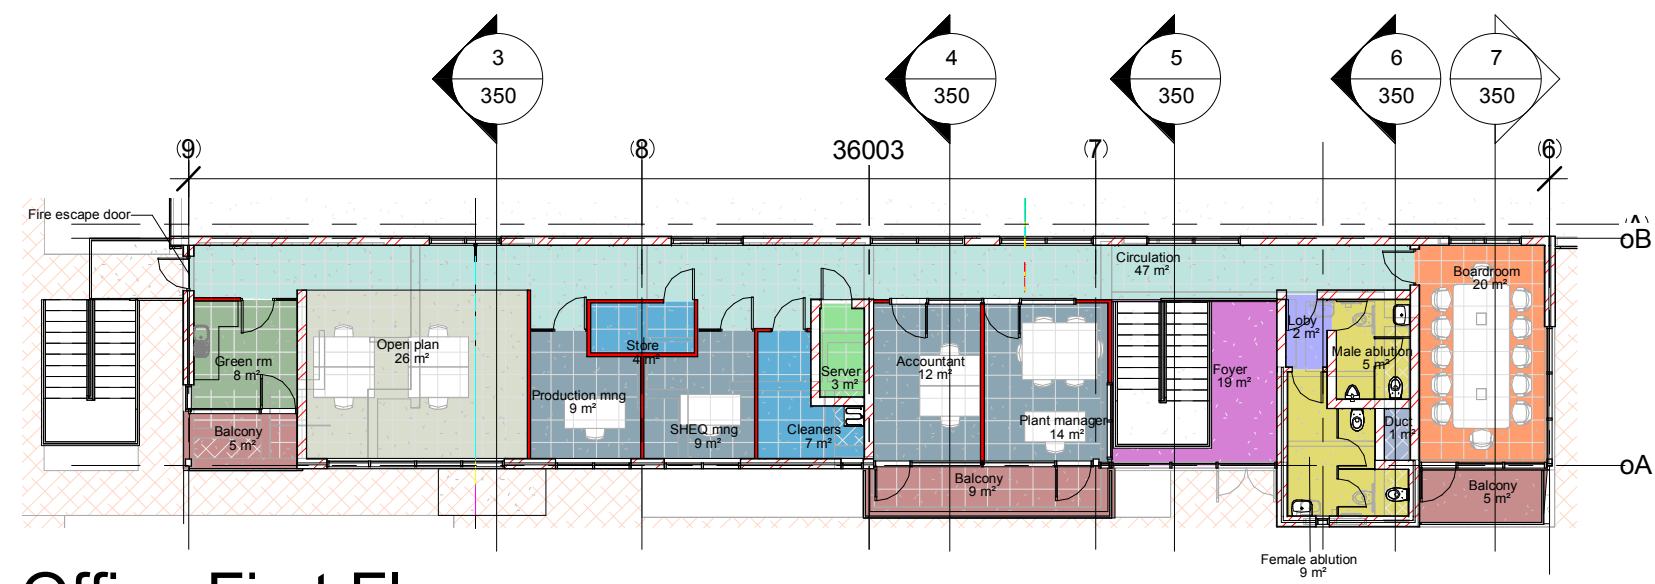 3
350
4
350
5
350
6
350
7
350
(9)
(8)
36003
(7)
(6)
Fire escape door
(A)
oB
Circulation
47 m²
Boardroom
20 m²
Loby
2 m²
Open plan
26 m²
Store
4 m²
Male ablution
5 m²
Green rm
8 m²
Accountant
12 m²
Server
3 m²
Foyer
19 m²
Production mng
9 m²
Plant manager
14 m²
Duct
1 m²
Balcony
5 m²
SHEQ mng
9 m²
Cleaners
7 m²
oA
Balcony
9 m²
Balcony
5 m²
Female ablution
9 m²